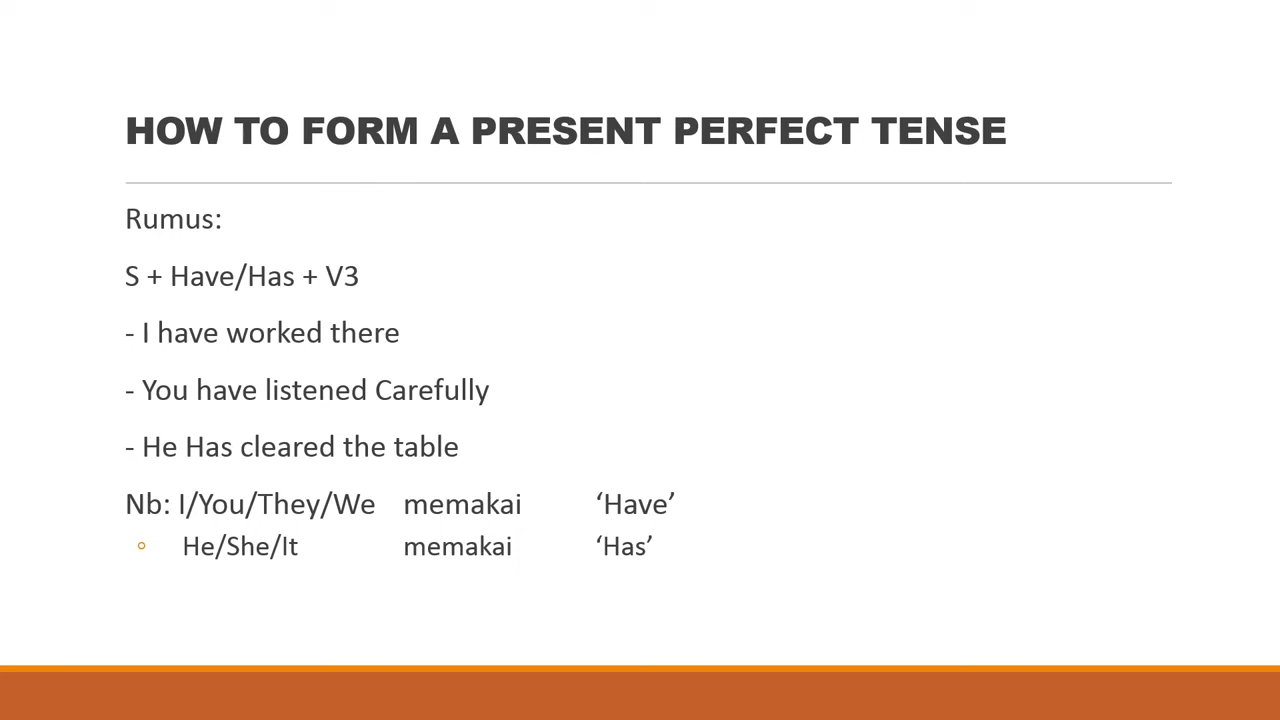 HOW TO FORM A PRESENT PERFECT TENSE
Rumus:
S + Have/Has + V3
- I have worked there
- You have listened Carefully
- He Has cleared the table
Nb: I/You/They/We memakai ‘Have’
He/She/It memakai ‘Has’